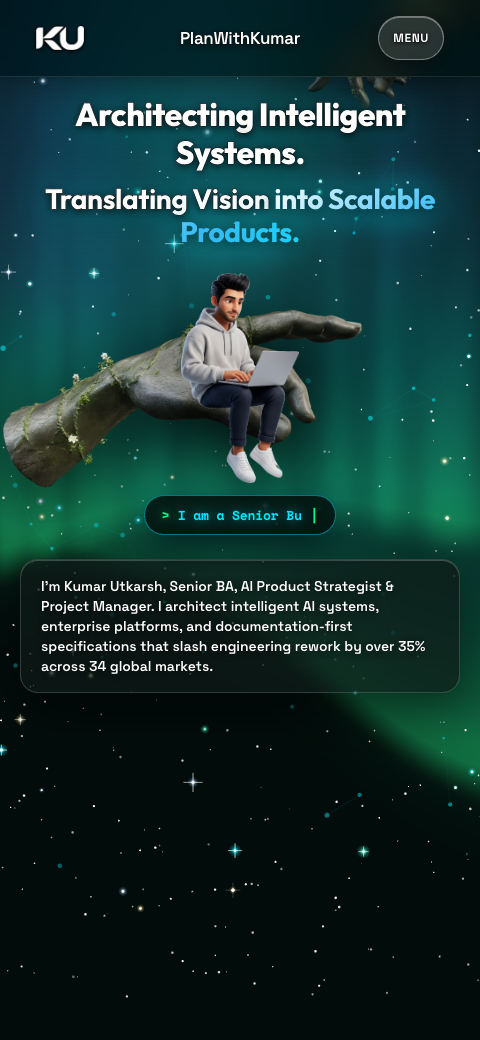 KU
PlanWithKumar
MENU
Architecting Intelligent
Systems.
Translating Vision into Scalable
Products.
> I am a Senior Bu
I'm Kumar Utkarsh, Senior BA, AI Product Strategist &
Project Manager. I architect intelligent AI systems,
enterprise platforms, and documentation-first
specifications that slash engineering rework by over 35%
across 34 global markets.